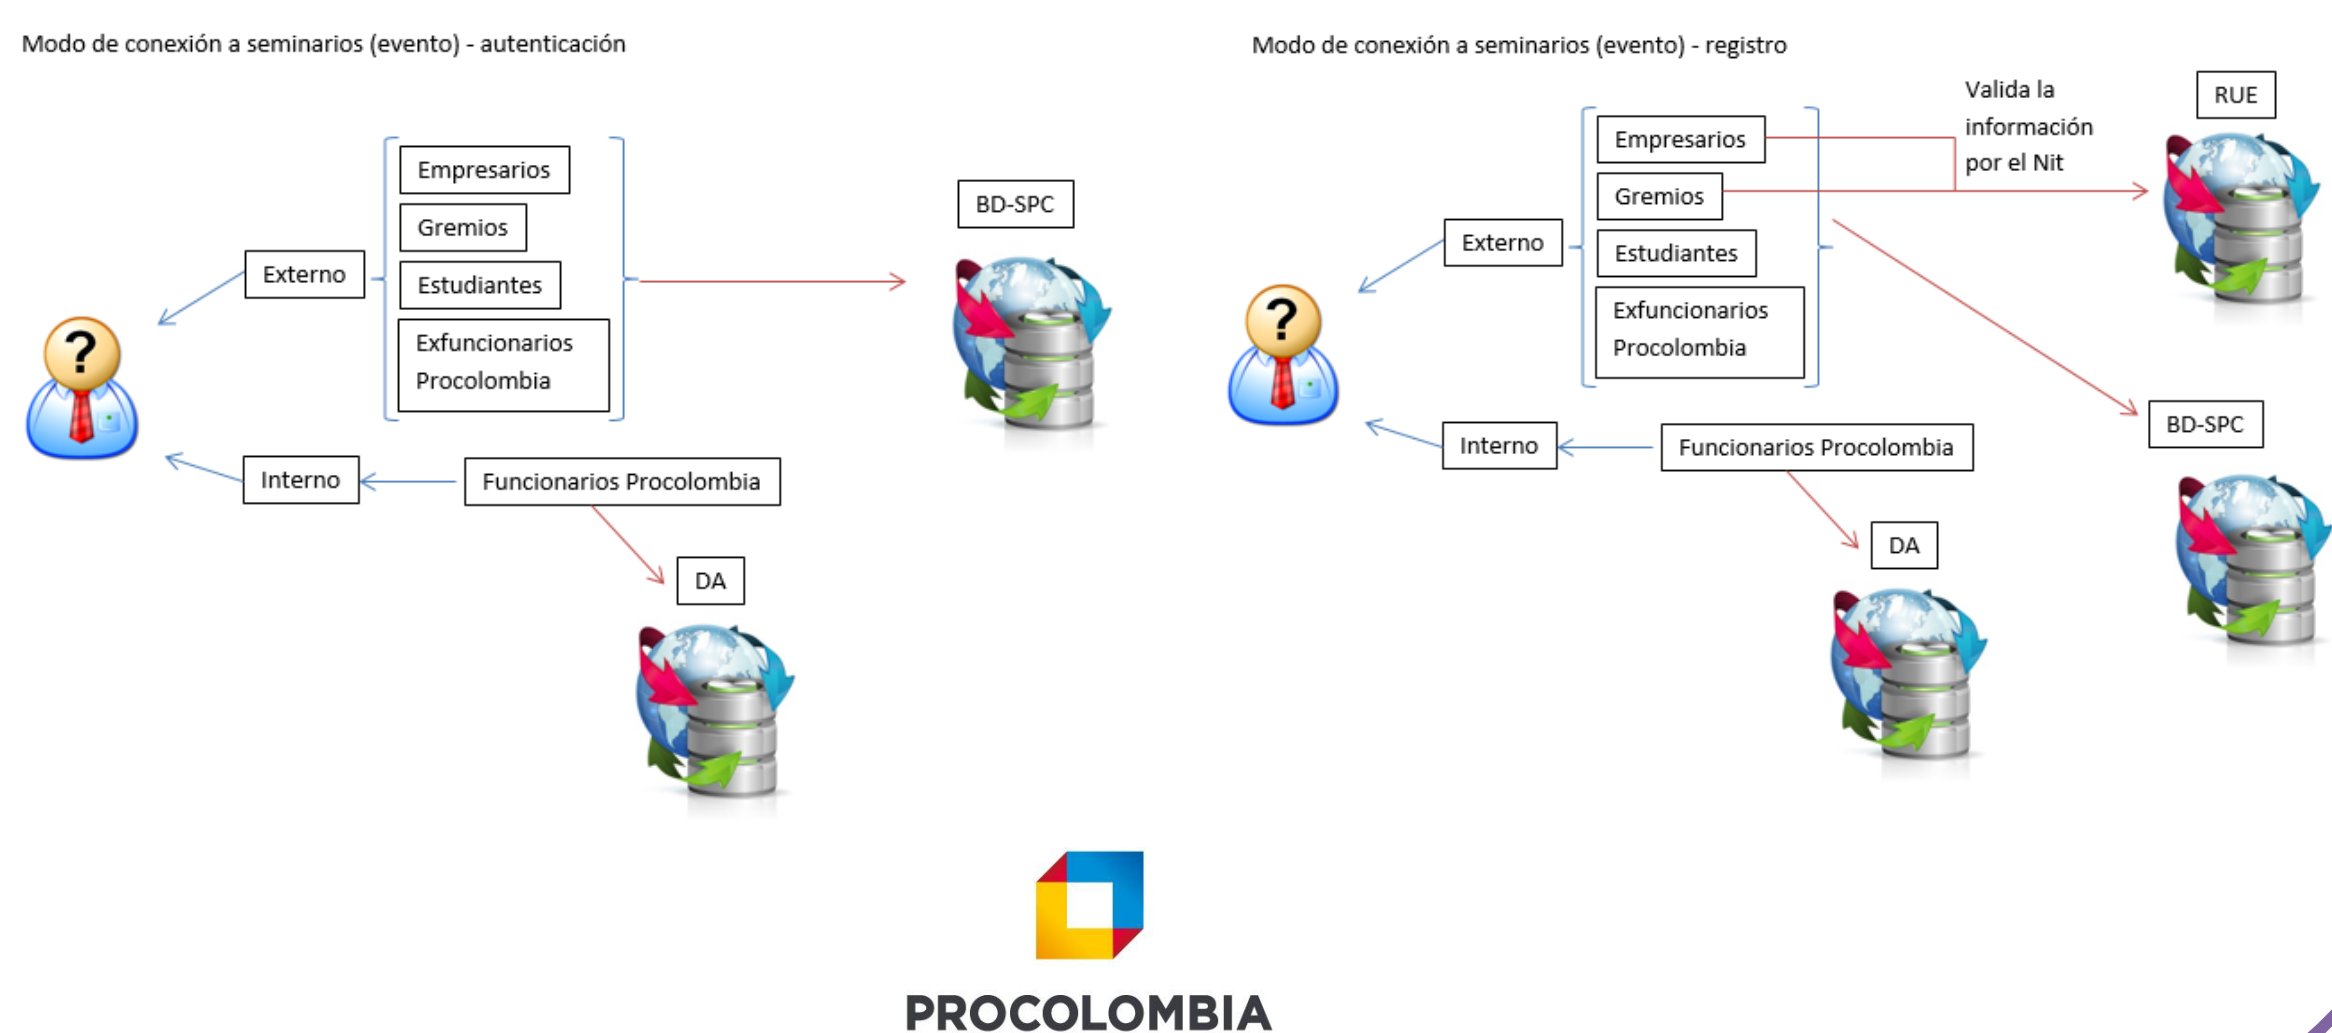 Modo de conexión a seminarios (evento) - autenticación
Externo
Empresarios
Gremios
Estudiantes
Exfuncionarios
Procolombia
BD-SPC
?
Interno
Funcionarios Procolombia
DA
Modo de conexión a seminarios (evento) - registro
Externo
Empresarios
Gremios
Estudiantes
Exfuncionarios
Procolombia
Valida la
información
por el Nit
RUE
?
Interno
Funcionarios Procolombia
BD-SPC
DA
PROCOLOMBIA